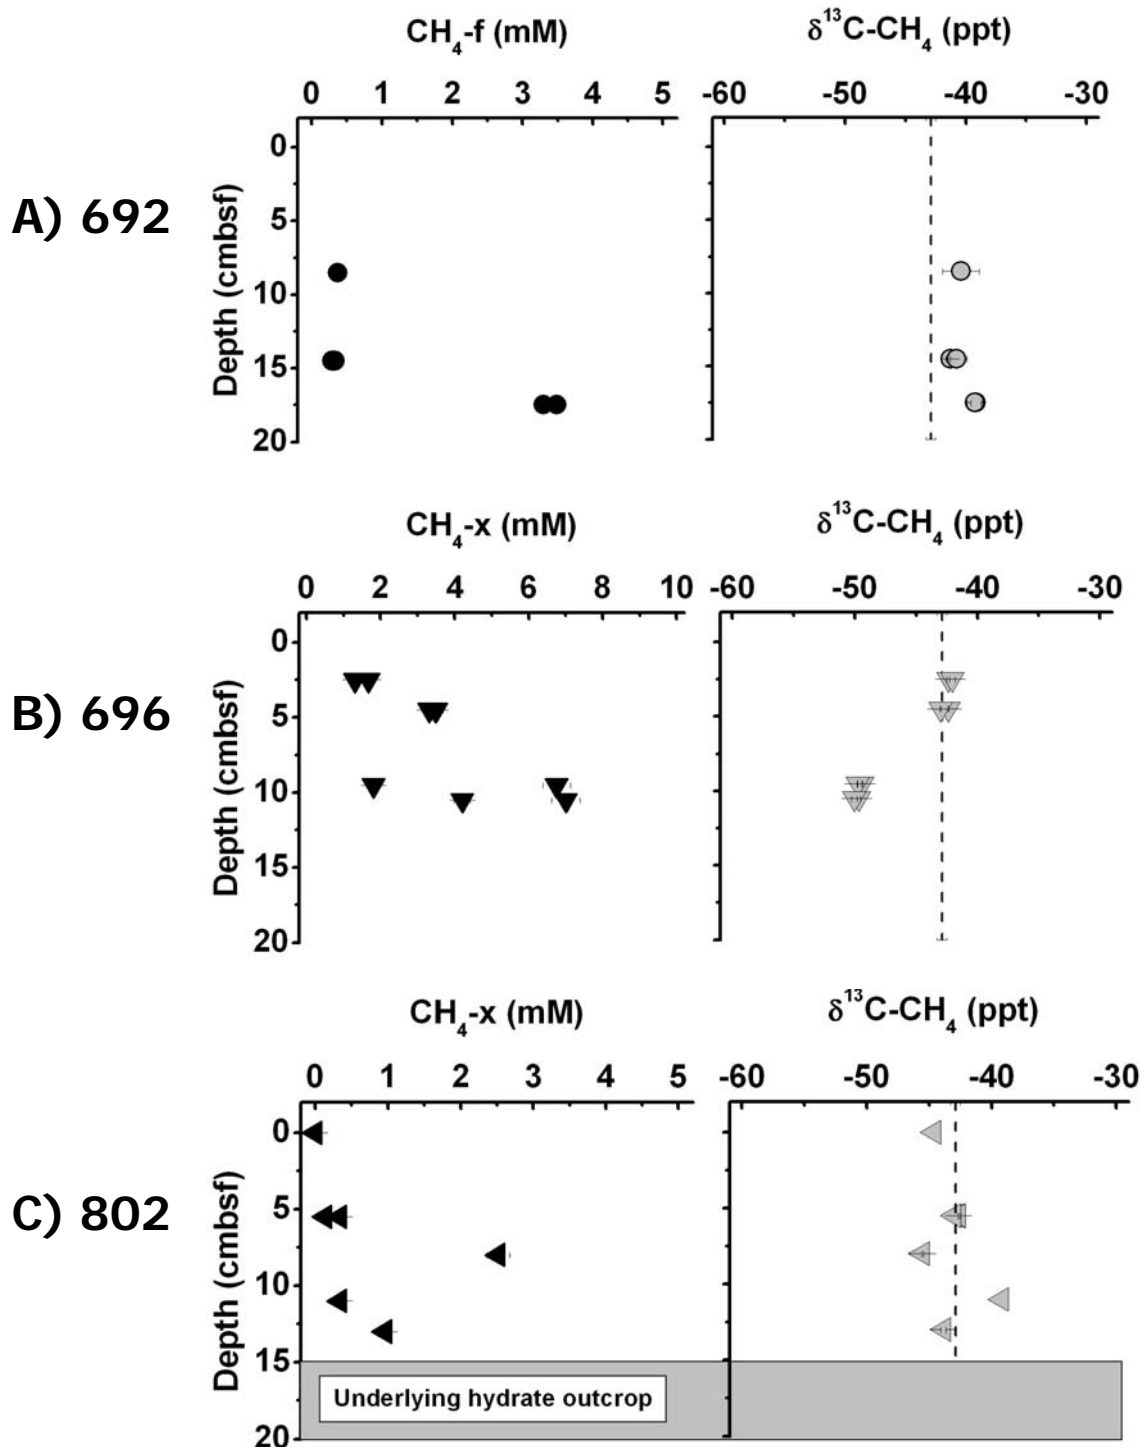 CH₄-f (mM)
δ¹³C-CH₄ (ppt)
0 1 2 3 4 5
-60 -50 -40 -30
A) 692
Depth (cmbsf)
0
5
10
15
20
CH₄-x (mM)
δ¹³C-CH₄ (ppt)
0 2 4 6 8 10
-60 -50 -40 -30
B) 696
Depth (cmbsf)
0
5
10
15
20
CH₄-x (mM)
δ¹³C-CH₄ (ppt)
0 1 2 3 4 5
-60 -50 -40 -30
C) 802
Depth (cmbsf)
0
5
10
15
20
Underlying hydrate outcrop